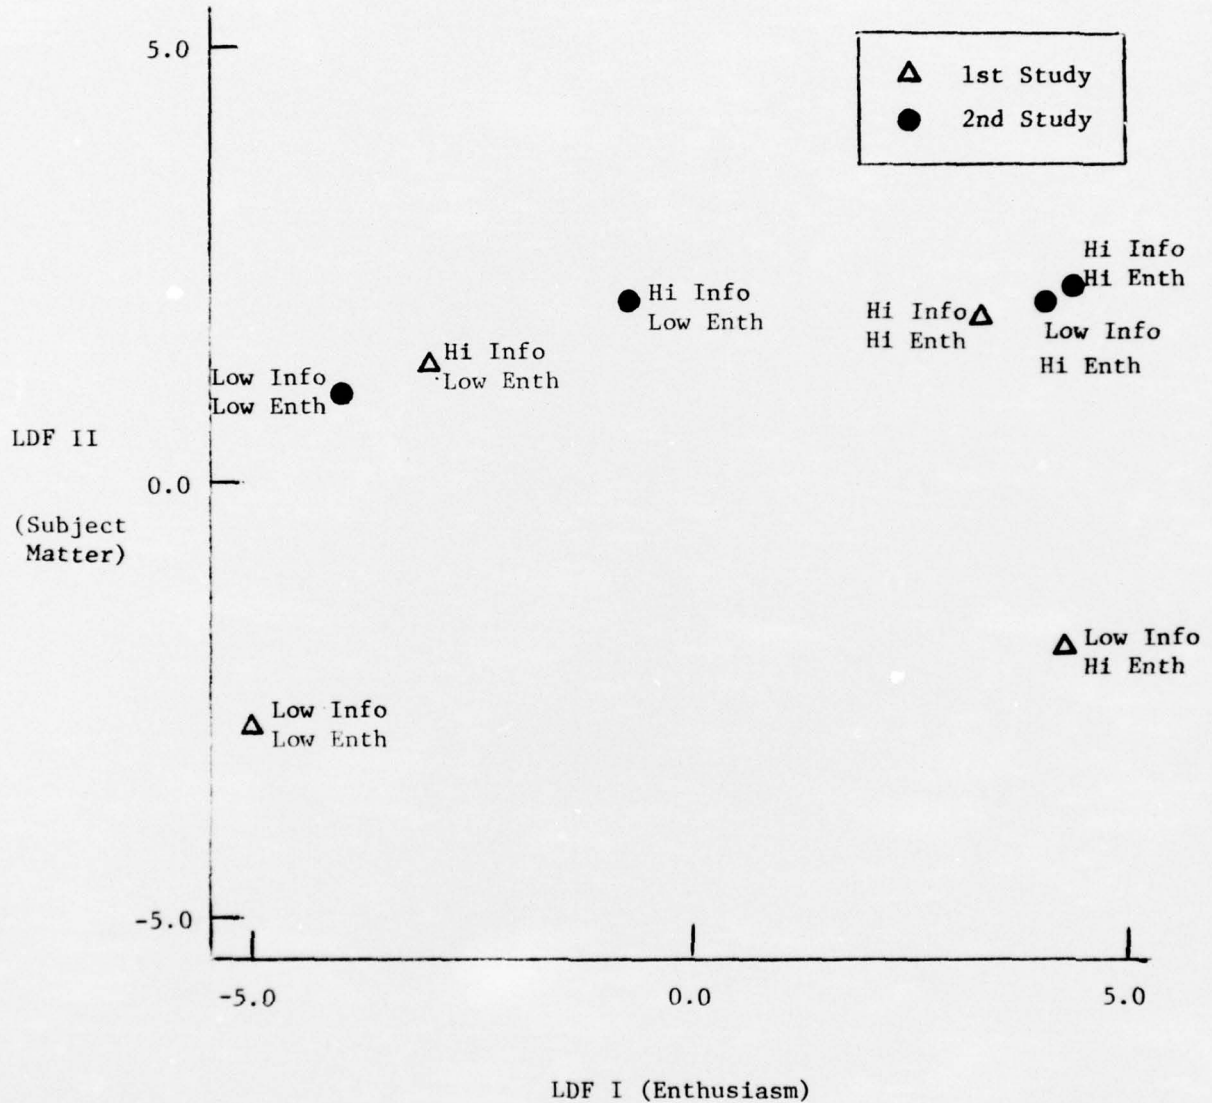 5.0
1st Study
2nd Study
Hi Info
Hi Enth
Hi Info
Low Enth
Hi Info
Hi Enth
Low Info
Hi Enth
Hi Info
Low Enth
Low Info
Low Enth
LDF II
0.0
(Subject
Matter)
Low Info
Hi Enth
Low Info
Low Enth
-5.0
-5.0
0.0
5.0
LDF I (Enthusiasm)